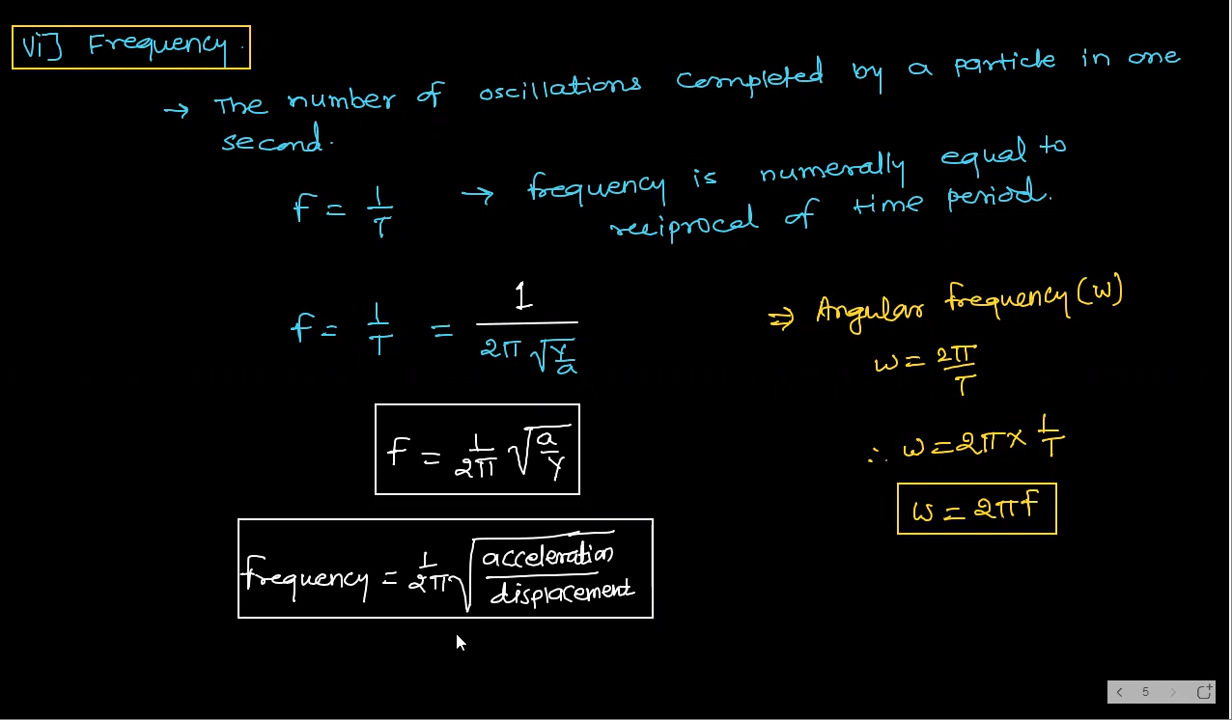 vi] Frequency.
→ The number of oscillations completed by a particle in one
second.
f = 1/T → frequency is numerally equal to
reciprocal of time period.
f = 1/T = 1/(2π √(y/a))
F = 1/2π √(a/y)
frequency = 1/2π √(acceleration/displacement)
⇒ Angular frequency (w)
w = 2π/T
∴ w = 2π × 1/T
w = 2πf
5